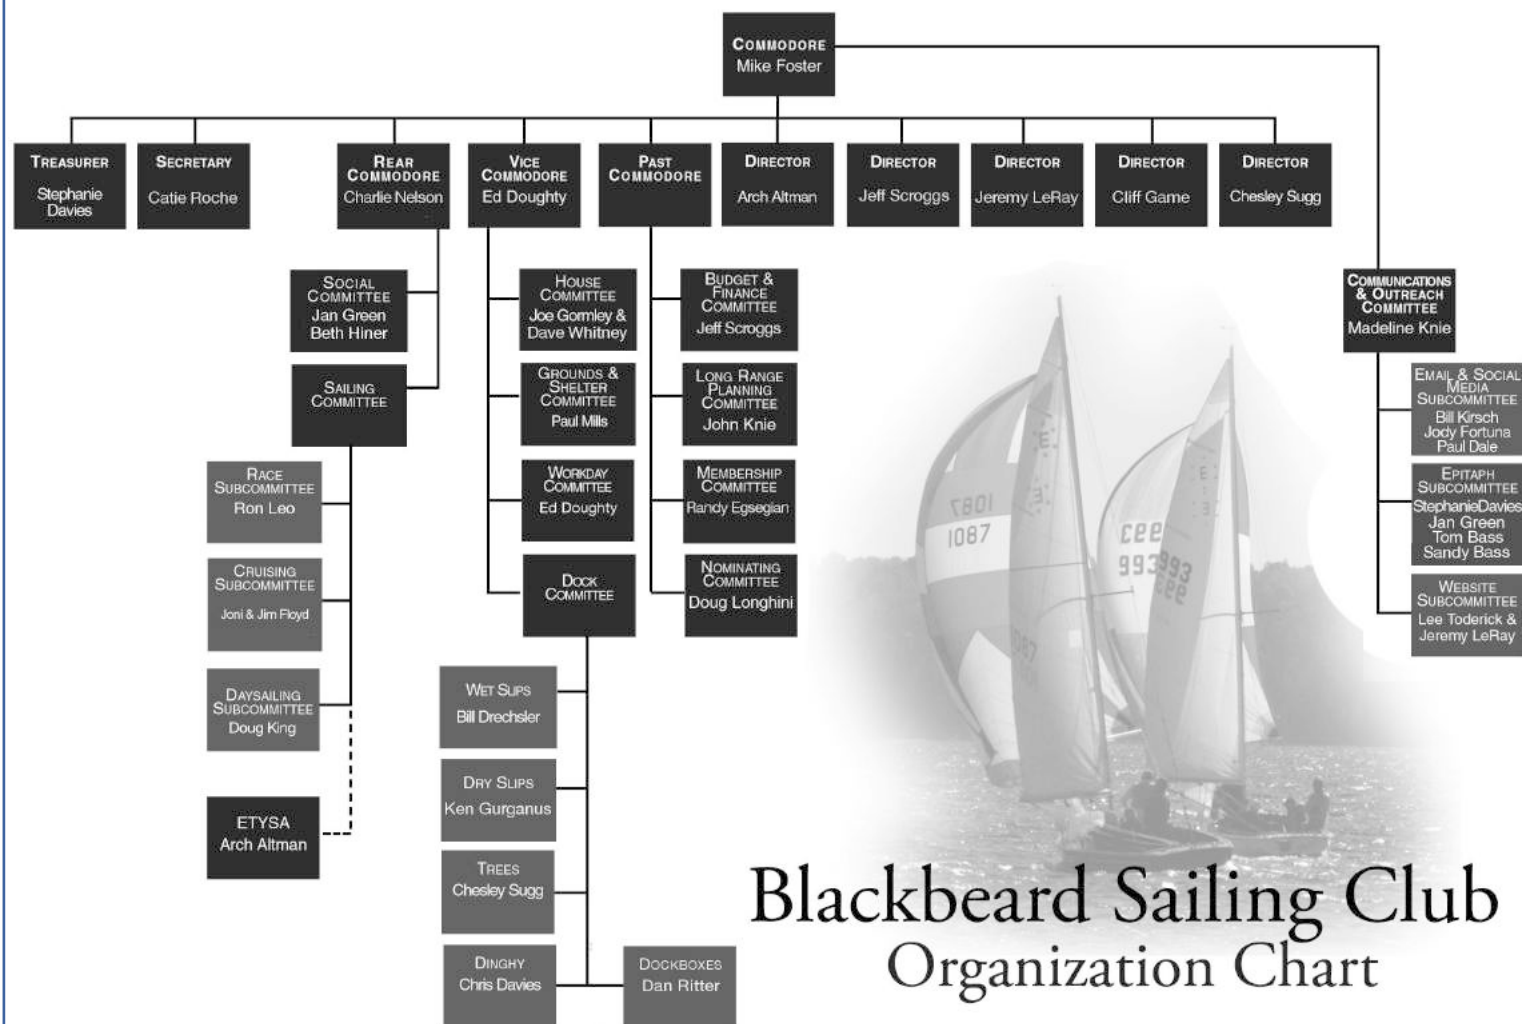 COMMODORE
Mike Foster
TREASURER
Stephanie
Davies
SECRETARY
Catie Roche
REAR
COMMODORE
Charlie Nelson
VICE
COMMODORE
Ed Doughty
PAST
COMMODORE
DIRECTOR
Arch Altman
DIRECTOR
Jeff Scroggs
DIRECTOR
Jeremy LeRay
DIRECTOR
Cliff Game
DIRECTOR
Chesley Sugg
SOCIAL
COMMITTEE
Jan Green
Beth Hiner
SAILING
COMMITTEE
RACE
SUBCOMMITTEE
Ron Leo
CRUISING
SUBCOMMITTEE
Joni & Jim Floyd
DAYSAILING
SUBCOMMITTEE
Doug King
ETYSA
Arch Altman
HOUSE
COMMITTEE
Joe Gormley &
Dave Whitney
GROUNDS &
SHELTER
COMMITTEE
Paul Mills
WORKDAY
COMMITTEE
Ed Doughty
DOCK
COMMITTEE
WET SLIPS
Bill Drechsler
DRY SLIPS
Ken Gurganus
TREES
Chesley Sugg
DINGHY
Chris Davies
DOCKBOXES
Dan Ritter
BUDGET &
FINANCE
COMMITTEE
Jeff Scroggs
LONG RANGE
PLANNING
COMMITTEE
John Knie
MEMBERSHIP
COMMITTEE
Randy Egsegian
NOMINATING
COMMITTEE
Doug Longhini
COMMUNICATIONS
& OUTREACH
COMMITTEE
Madeline Knie
EMAIL & SOCIAL
MEDIA
SUBCOMMITTEE
Bill Kirsch
Jody Fortuna
Paul Dale
EPITAPH
SUBCOMMITTEE
StephanieDavies
Jan Green
Tom Bass
Sandy Bass
WEBSITE
SUBCOMMITTEE
Lee Toderick &
Jeremy LeRay
1087
1087
993
993
993
Blackbeard Sailing Club
Organization Chart